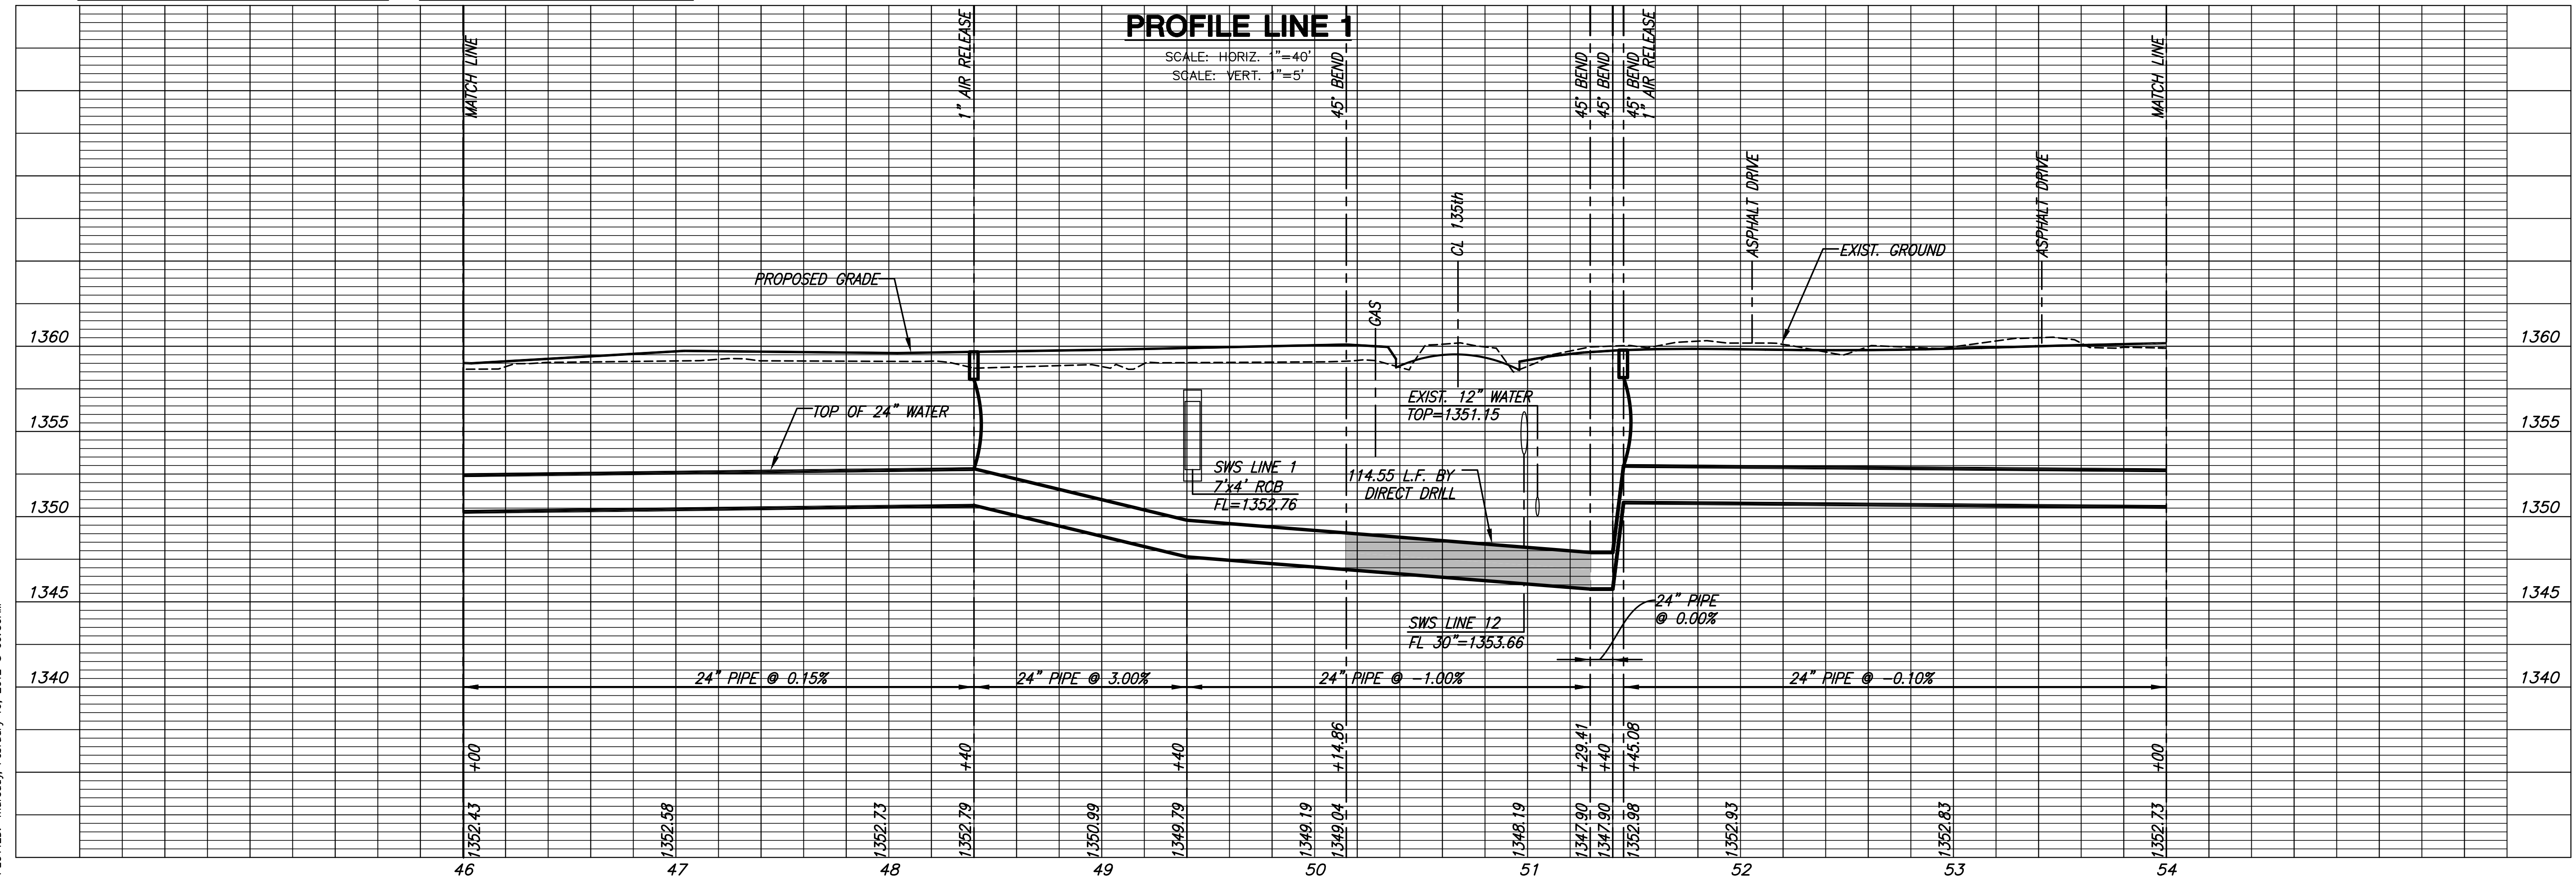 PROFILE LINE 1
SCALE: HORIZ. 1"=40'
SCALE: VERT. 1"=5'
MATCH LINE
1" AIR RELEASE
45° BEND
45° BEND
45° BEND
45° BEND
1" AIR RELEASE
MATCH LINE
CL 135th
ASPHALT DRIVE
ASPHALT DRIVE
EXIST. GROUND
PROPOSED GRADE
GAS
1360
1360
TOP OF 24" WATER
EXIST. 12" WATER
TOP=1351.15
1355
1355
SWS LINE 1
7'x4' RCB
FL=1352.76
114.55 L.F. BY
DIRECT DRILL
1350
1350
1345
1345
24" PIPE
@ 0.00%
SWS LINE 12
FL 30"=1353.66
1340
24" PIPE @ 0.15%
24" PIPE @ 3.00%
24" PIPE @ -1.00%
24" PIPE @ -0.10%
1340
+00
+40
+40
+14.86
+29.41
+40
+45.08
+00
1352.43
1352.58
1352.73
1352.79
1350.99
1349.79
1349.19
1349.04
1348.19
1347.90
1347.90
1352.98
1352.93
1352.83
1352.73
46
47
48
49
50
51
52
53
54